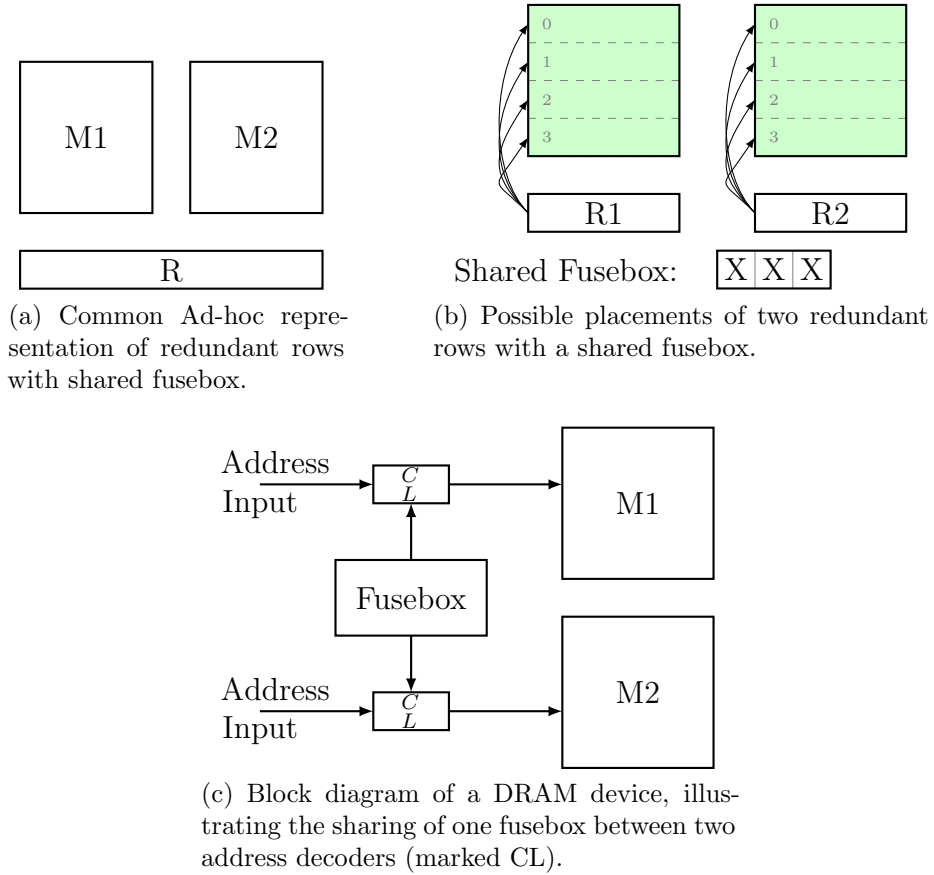 M1 M2
R
(a) Common Ad-hoc repre-
sentation of redundant rows
with shared fusebox.
0 0
1 1
2 2
3 3
R1 R2
Shared Fusebox: X X X
(b) Possible placements of two redundant
rows with a shared fusebox.
Address
Input
C
L
M1
Fusebox
Address
Input
C
L
M2
(c) Block diagram of a DRAM device, illus-
trating the sharing of one fusebox between two
address decoders (marked CL).